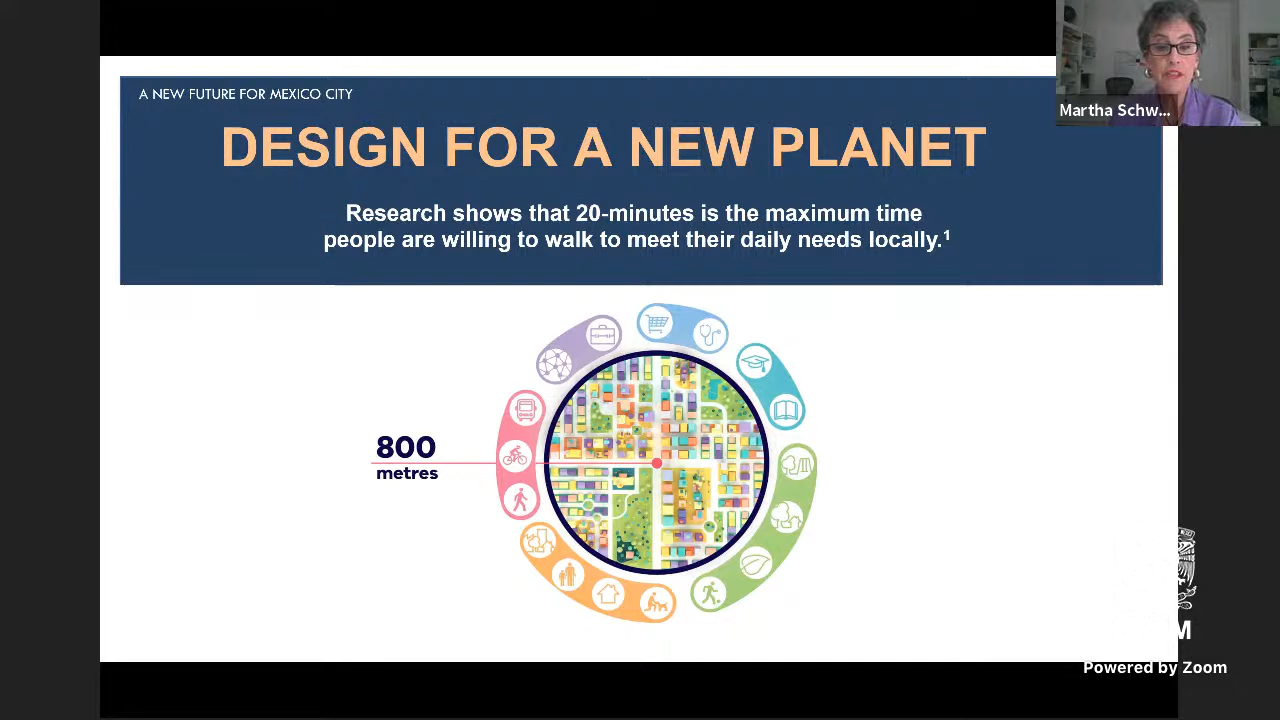 A NEW FUTURE FOR MEXICO CITY
DESIGN FOR A NEW PLANET
Research shows that 20-minutes is the maximum time
people are willing to walk to meet their daily needs locally.¹
Martha Schw...
800
metres
M
Powered by Zoom